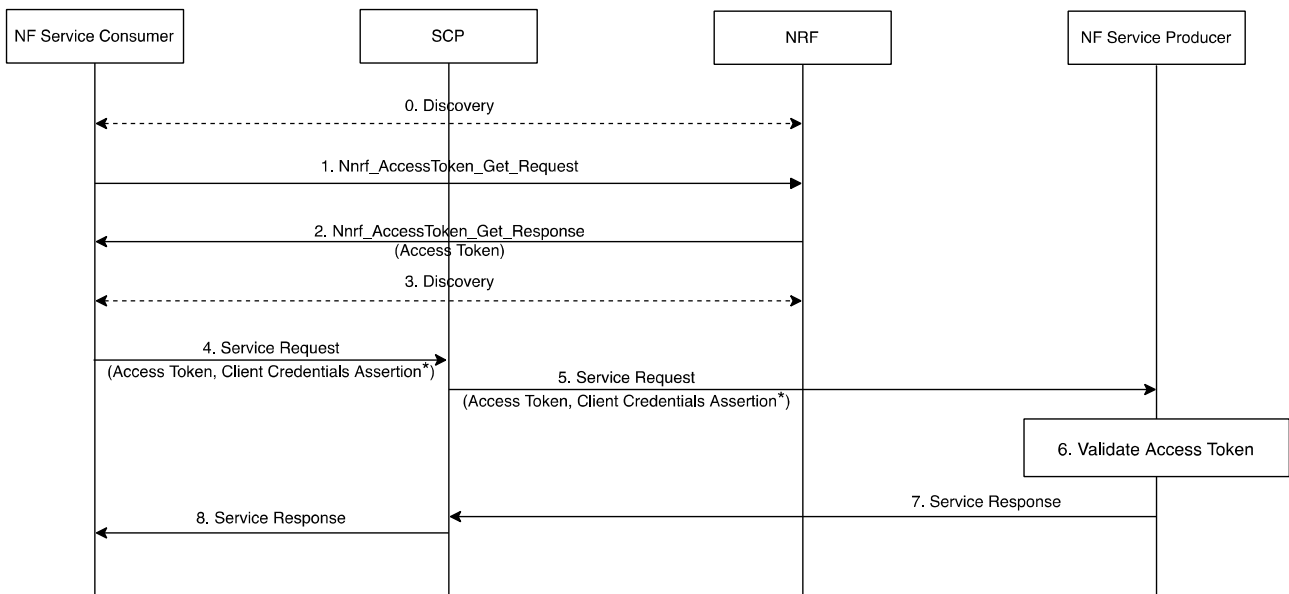 NF Service Consumer
SCP
NRF
NF Service Producer
0. Discovery
1. Nnrf_AccessToken_Get_Request
2. Nnrf_AccessToken_Get_Response
(Access Token)
3. Discovery
4. Service Request
(Access Token, Client Credentials Assertion*)
5. Service Request
(Access Token, Client Credentials Assertion*)
6. Validate Access Token
7. Service Response
8. Service Response